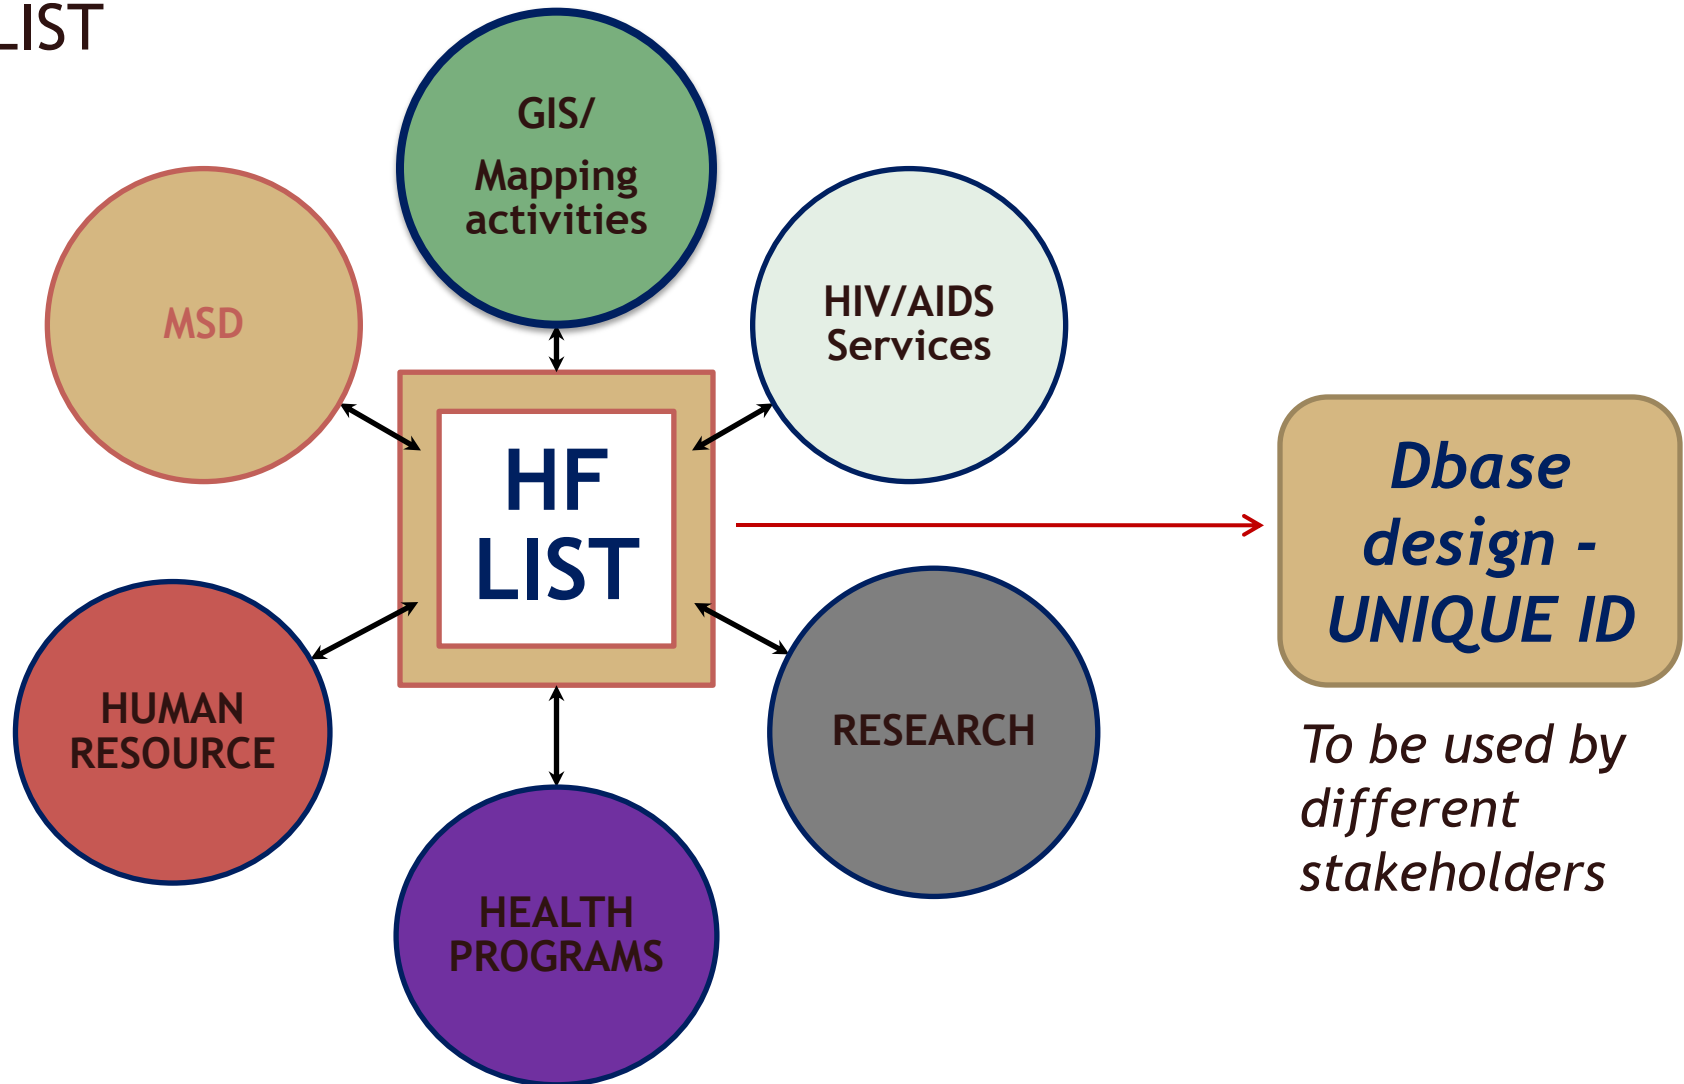 LIST
GIS/
Mapping
activities
MSD
HIV/AIDS
Services
HF
LIST
Dbase
design -
UNIQUE ID
To be used by
different
stakeholders
HUMAN
RESOURCE
RESEARCH
HEALTH
PROGRAMS